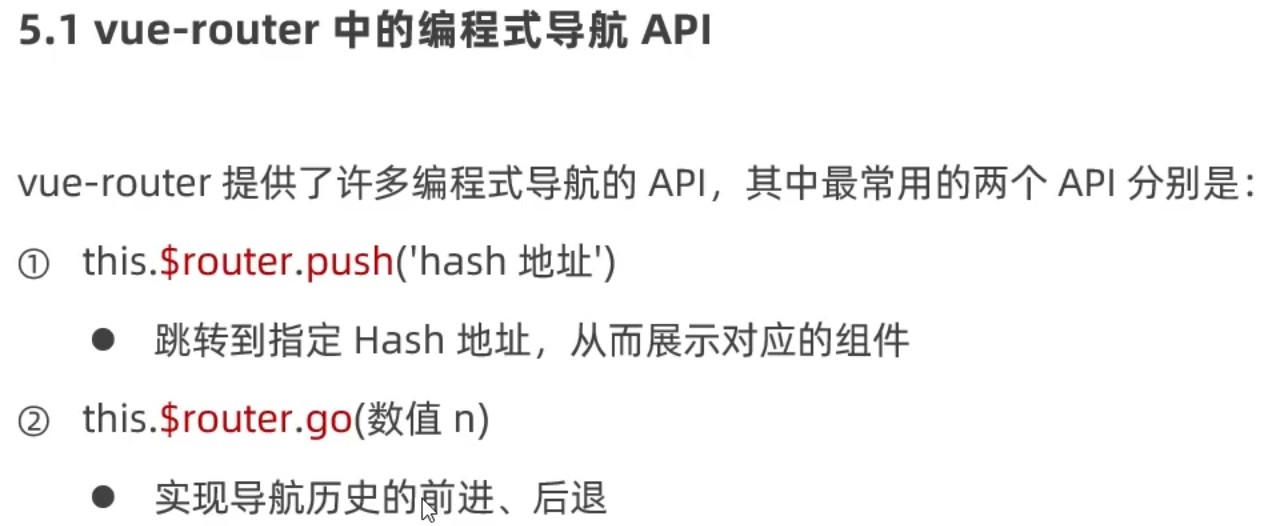 5.1 vue-router 中的编程式导航 API
vue-router 提供了许多编程式导航的 API，其中最常用的两个 API 分别是：
① this.$router.push('hash 地址')
● 跳转到指定 Hash 地址，从而展示对应的组件
② this.$router.go(数值 n)
● 实现导航历史的前进、后退